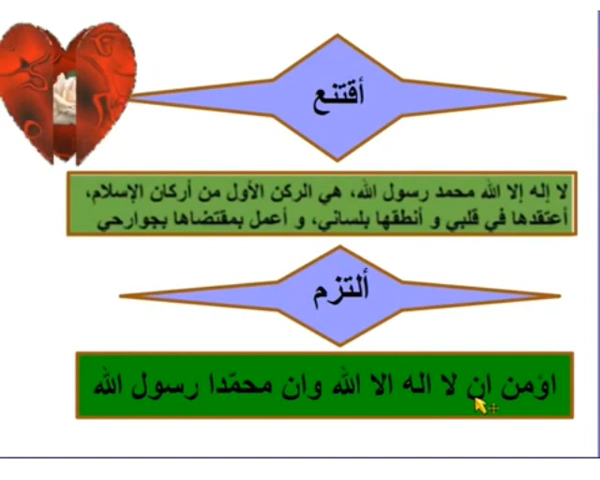 أقتنع
لا إله إلا الله محمد رسول الله، هي الركن الأول من أركان الإسلام،
أعتقدها في قلبي و أنطقها بلساني، و أعمل بمقتضاها بجوارحي
ألتزم
اؤمن ان لا اله الا الله وان محمّدا رسول الله